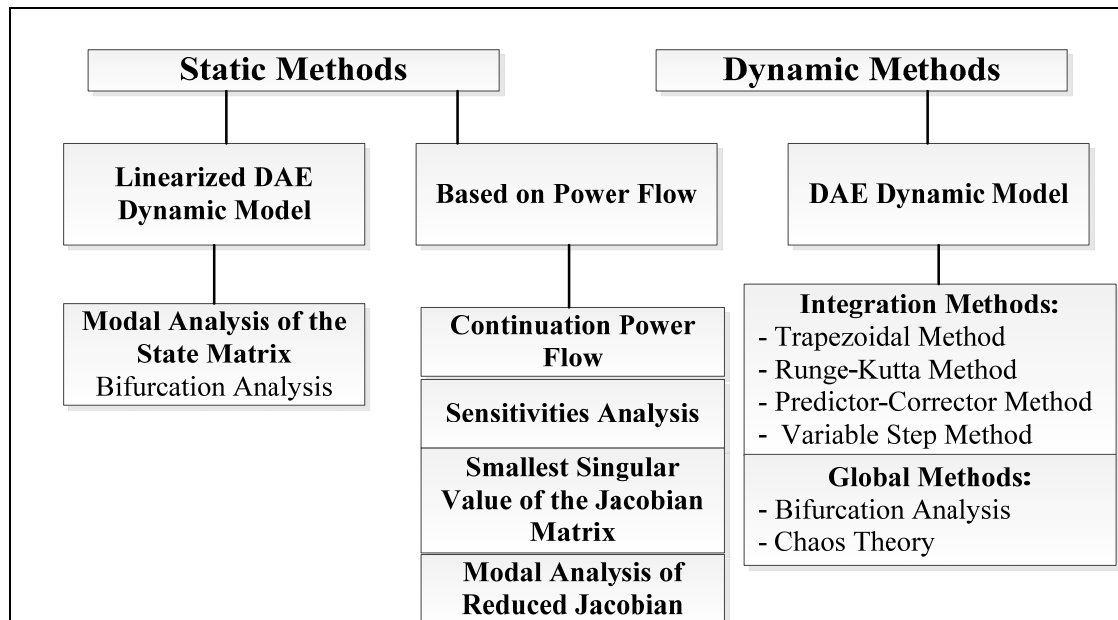 Static Methods
Dynamic Methods
Linearized DAE
Dynamic Model
Based on Power Flow
DAE Dynamic Model
Modal Analysis of the
State Matrix
Bifurcation Analysis
Continuation Power
Flow
Sensitivities Analysis
Smallest Singular
Value of the Jacobian
Matrix
Modal Analysis of
Reduced Jacobian
Integration Methods:
- Trapezoidal Method
- Runge-Kutta Method
- Predictor-Corrector Method
- Variable Step Method
Global Methods:
- Bifurcation Analysis
- Chaos Theory